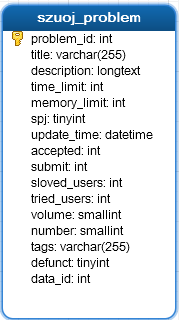 szuoj_problem
problem_id: int
title: varchar(255)
description: longtext
time_limit: int
memory_limit: int
spj: tinyint
update_time: datetime
accepted: int
submit: int
sloved_users: int
tried_users: int
volume: smallint
number: smallint
tags: varchar(255)
defunct: tinyint
data_id: int